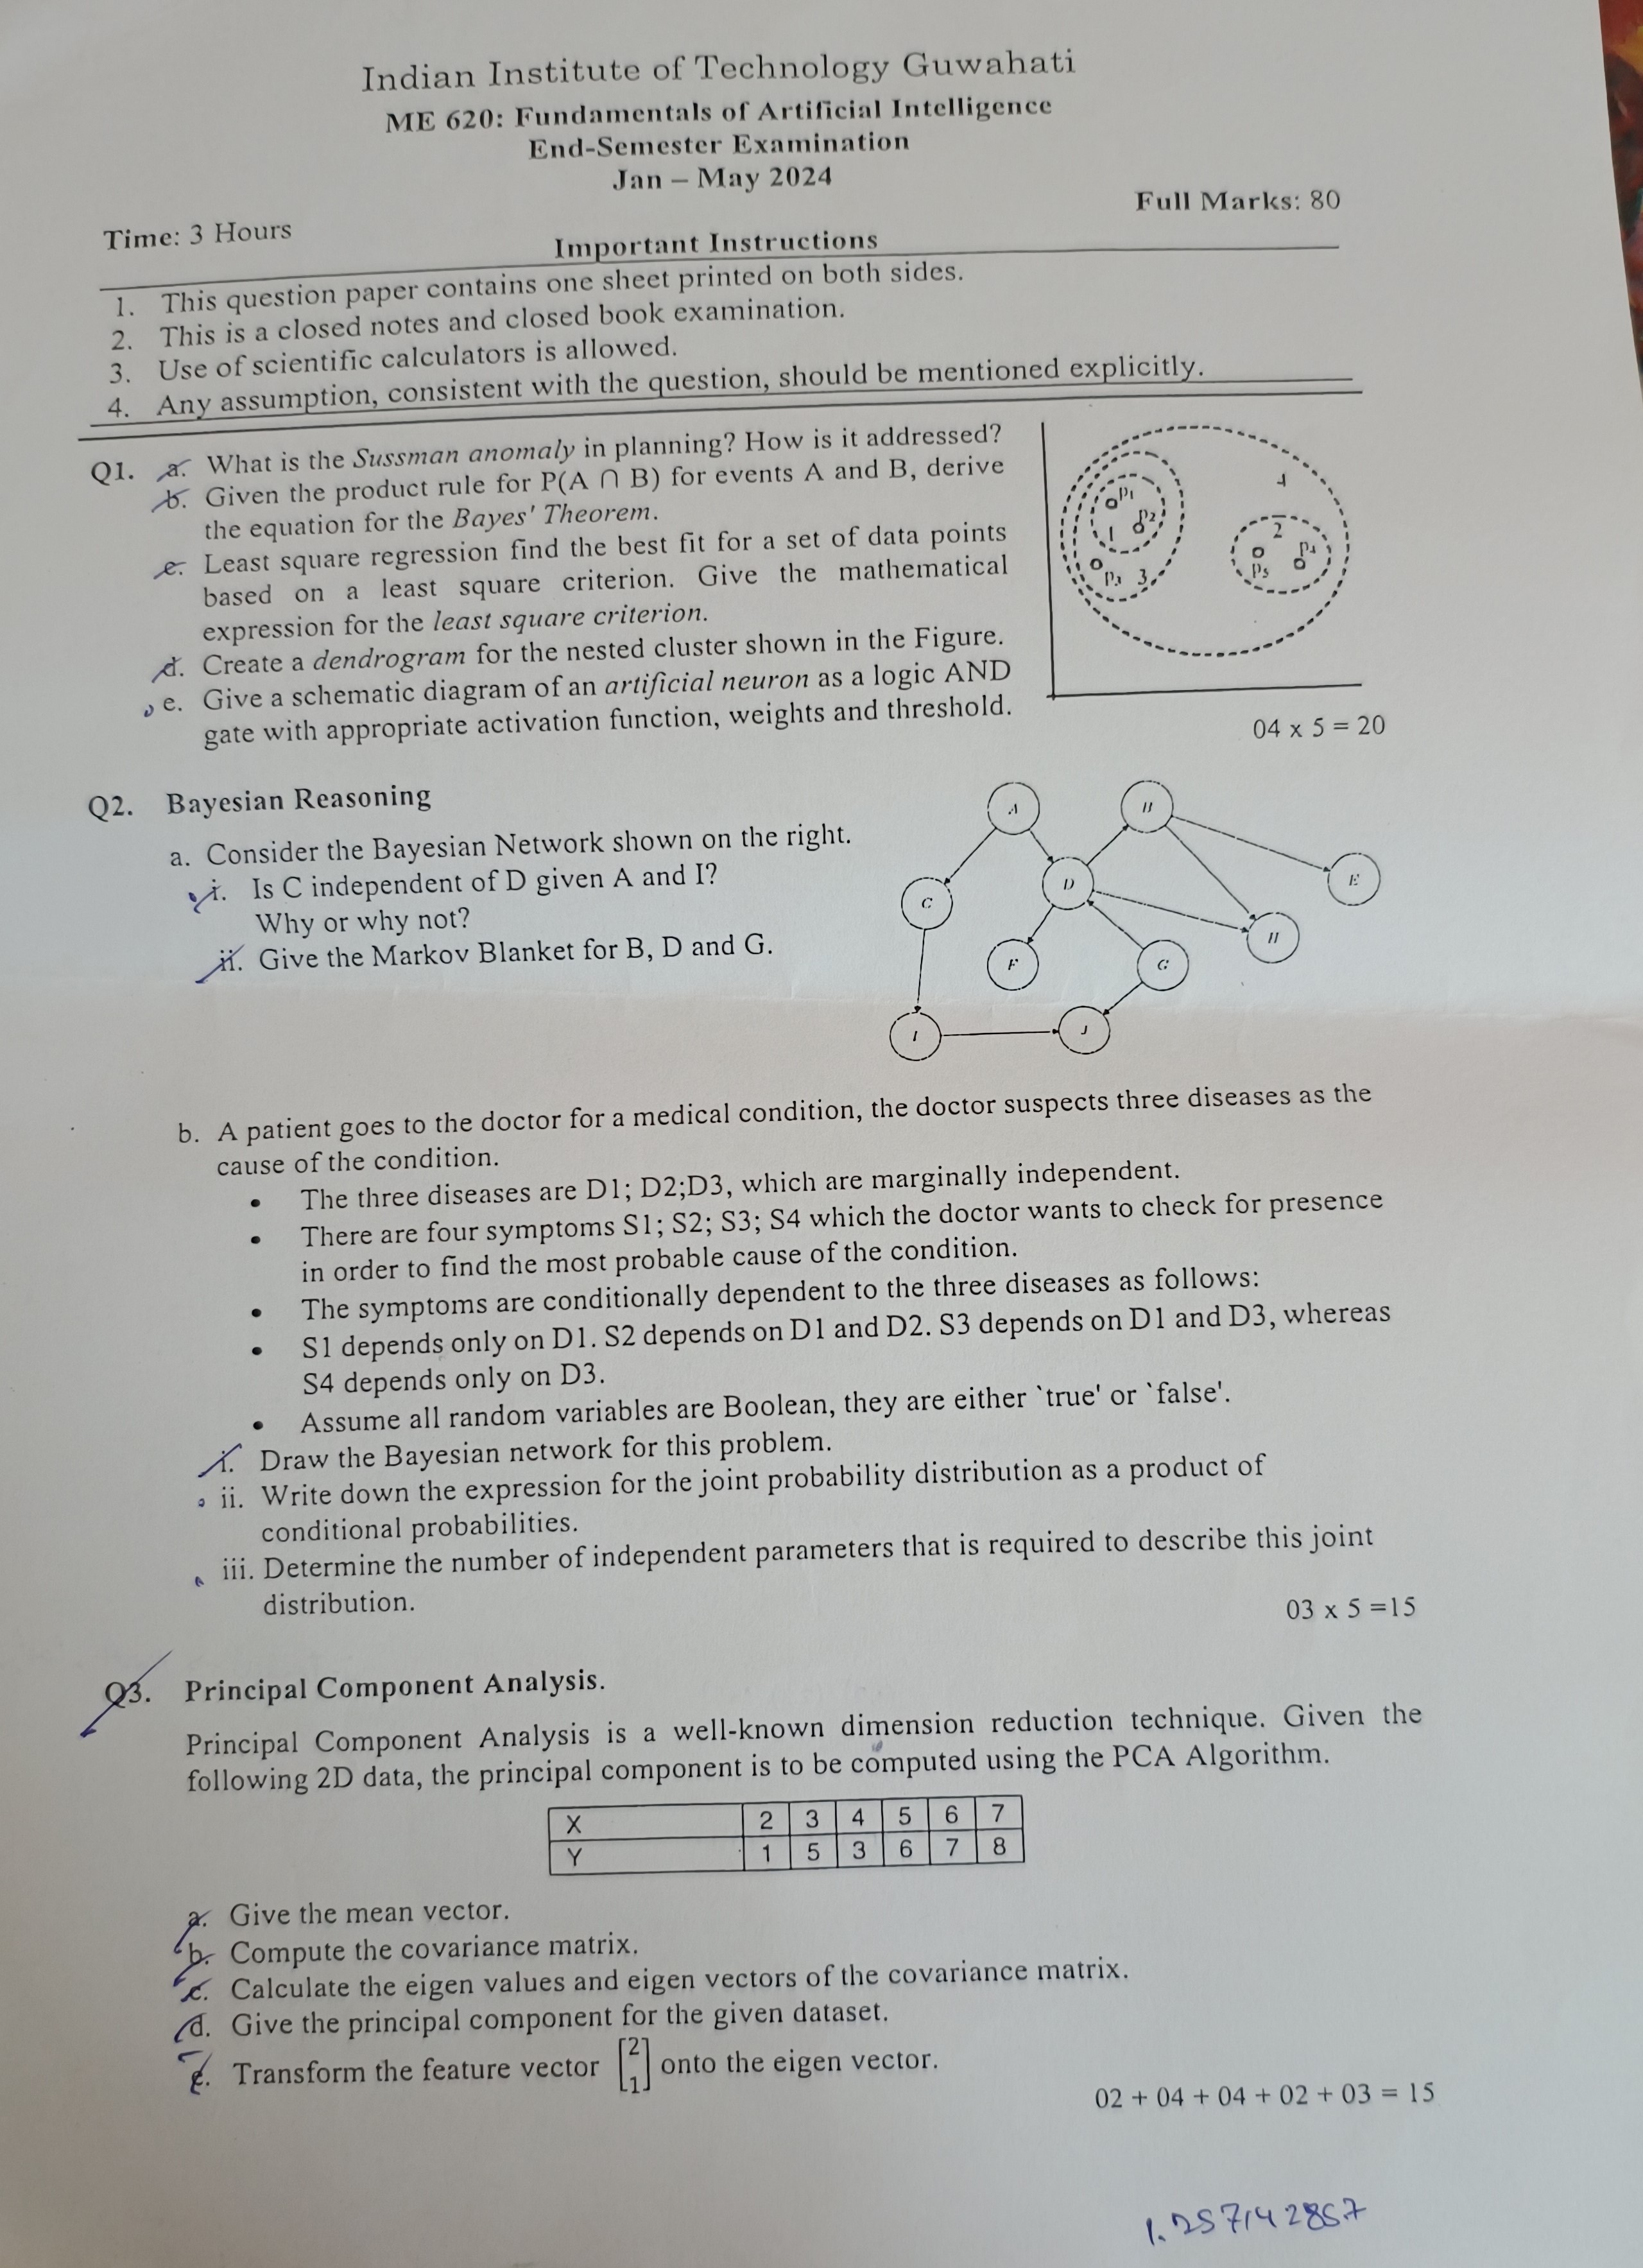 Indian Institute of Technology Guwahati
ME 620: Fundamentals of Artificial Intelligence
End-Semester Examination
Jan – May 2024
Time: 3 Hours
Full Marks: 80
Important Instructions
1. This question paper contains one sheet printed on both sides.
2. This is a closed notes and closed book examination.
3. Use of scientific calculators is allowed.
4. Any assumption, consistent with the question, should be mentioned explicitly.
Q1. a. What is the Sussman anomaly in planning? How is it addressed?
b. Given the product rule for P(A ∩ B) for events A and B, derive
the equation for the Bayes' Theorem.
c. Least square regression find the best fit for a set of data points
based on a least square criterion. Give the mathematical
expression for the least square criterion.
d. Create a dendrogram for the nested cluster shown in the Figure.
e. Give a schematic diagram of an artificial neuron as a logic AND
gate with appropriate activation function, weights and threshold.
p1
p2
1
p3 3
4
2
p4
p5
04 x 5 = 20
Q2. Bayesian Reasoning
a. Consider the Bayesian Network shown on the right.
i. Is C independent of D given A and I?
Why or why not?
ii. Give the Markov Blanket for B, D and G.
A
B
C
D
E
F
G
H
I
J
b. A patient goes to the doctor for a medical condition, the doctor suspects three diseases as the
cause of the condition.
• The three diseases are D1; D2;D3, which are marginally independent.
• There are four symptoms S1; S2; S3; S4 which the doctor wants to check for presence
in order to find the most probable cause of the condition.
• The symptoms are conditionally dependent to the three diseases as follows:
• S1 depends only on D1. S2 depends on D1 and D2. S3 depends on D1 and D3, whereas
S4 depends only on D3.
• Assume all random variables are Boolean, they are either `true' or `false'.
i. Draw the Bayesian network for this problem.
ii. Write down the expression for the joint probability distribution as a product of
conditional probabilities.
iii. Determine the number of independent parameters that is required to describe this joint
distribution.
03 x 5 =15
Q3. Principal Component Analysis.
Principal Component Analysis is a well-known dimension reduction technique. Given the
following 2D data, the principal component is to be computed using the PCA Algorithm.
X 2 3 4 5 6 7
Y 1 5 3 6 7 8
a. Give the mean vector.
b. Compute the covariance matrix.
c. Calculate the eigen values and eigen vectors of the covariance matrix.
d. Give the principal component for the given dataset.
e. Transform the feature vector [2 1] onto the eigen vector.
02 + 04 + 04 + 02 + 03 = 15
1.257142857